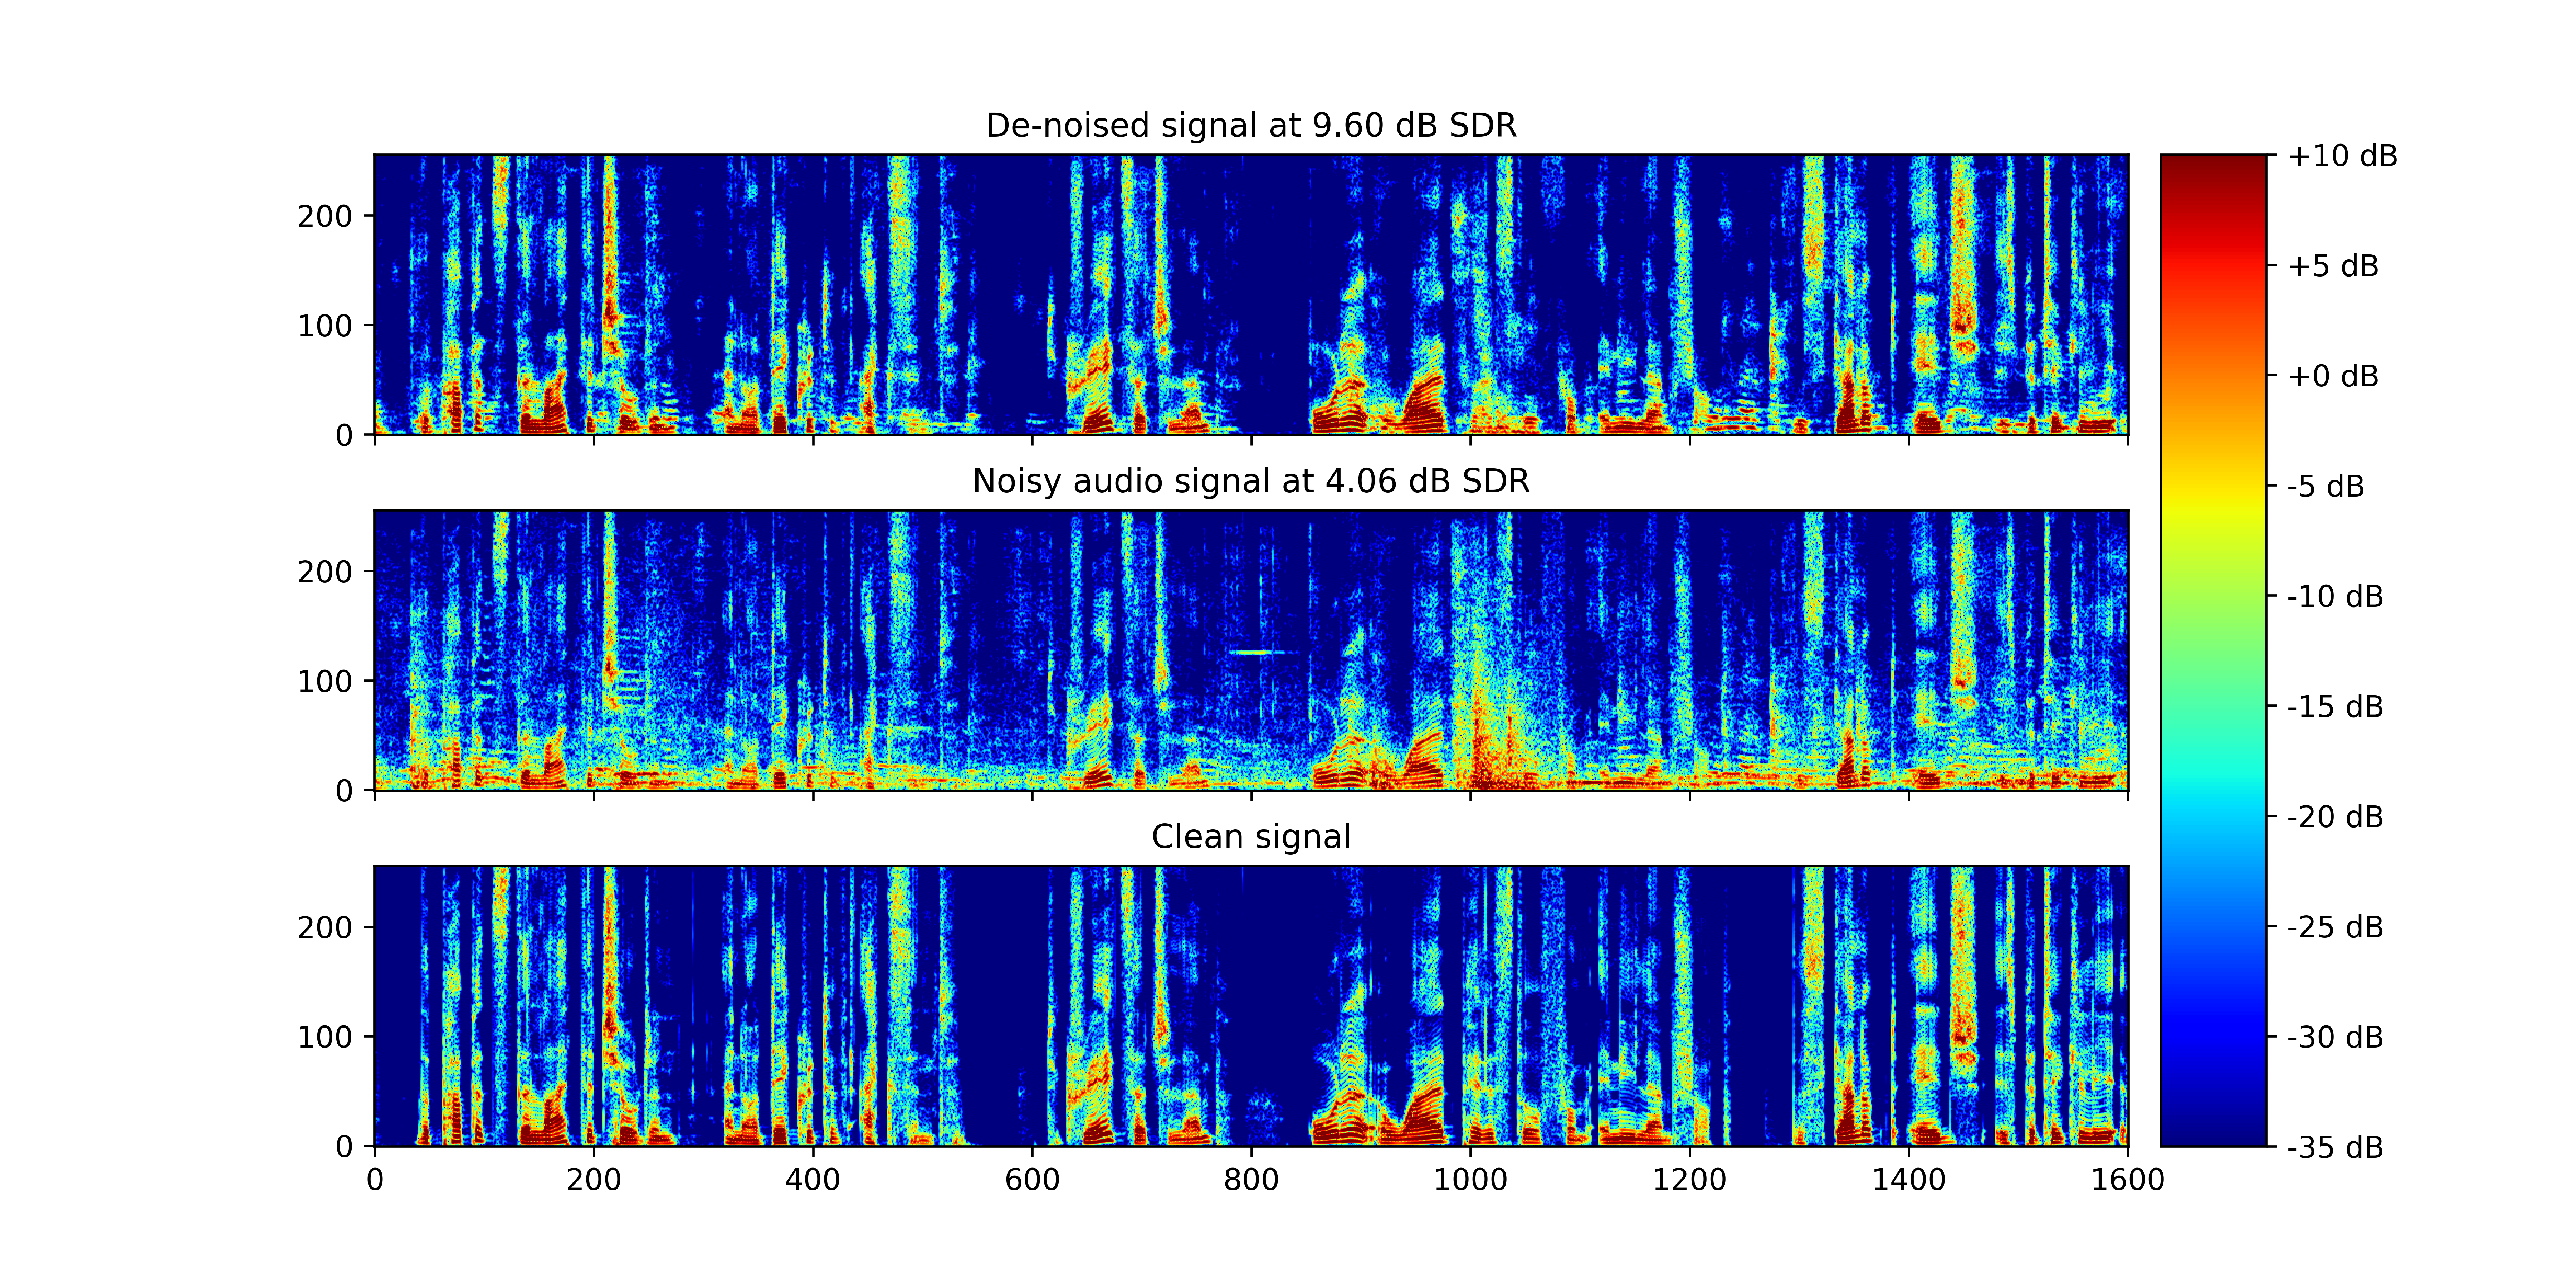 De-noised signal at 9.60 dB SDR
200
100
0
Noisy audio signal at 4.06 dB SDR
200
100
0
Clean signal
200
100
0
0 200 400 600 800 1000 1200 1400 1600
+10 dB
+5 dB
+0 dB
-5 dB
-10 dB
-15 dB
-20 dB
-25 dB
-30 dB
-35 dB